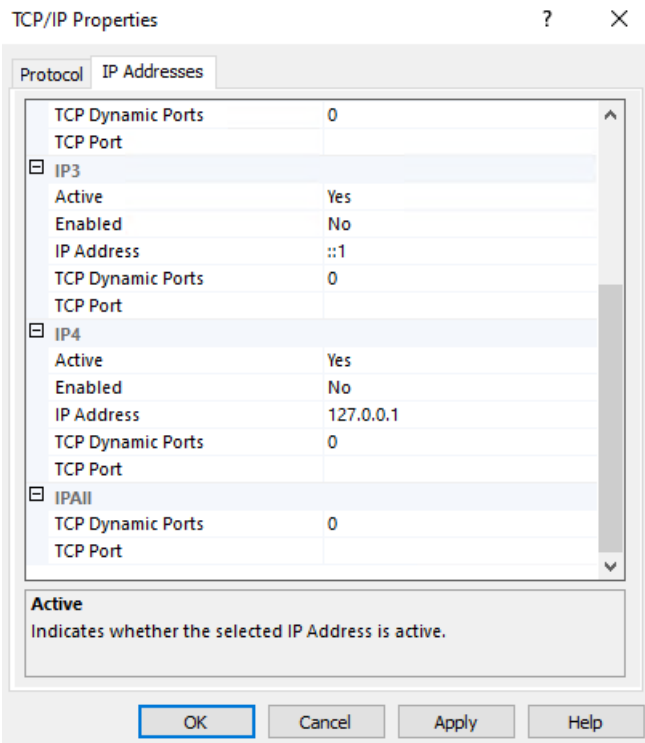 TCP/IP Properties ? ×
Protocol IP Addresses
TCP Dynamic Ports 0
TCP Port
IP3
Active Yes
Enabled No
IP Address ::1
TCP Dynamic Ports 0
TCP Port
IP4
Active Yes
Enabled No
IP Address 127.0.0.1
TCP Dynamic Ports 0
TCP Port
IPAll
TCP Dynamic Ports 0
TCP Port
Active
Indicates whether the selected IP Address is active.
OK Cancel Apply Help